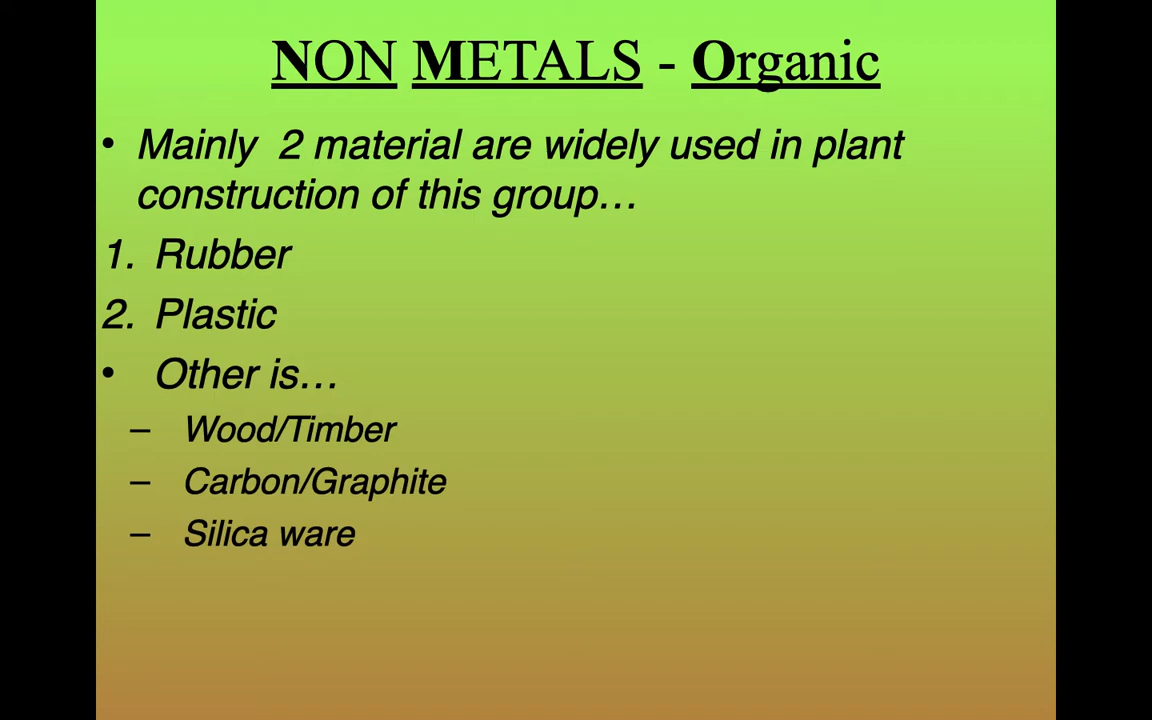 NON METALS - Organic
• Mainly  2 material are widely used in plant
construction of this group…
1. Rubber
2. Plastic
• Other is…
– Wood/Timber
– Carbon/Graphite
– Silica ware